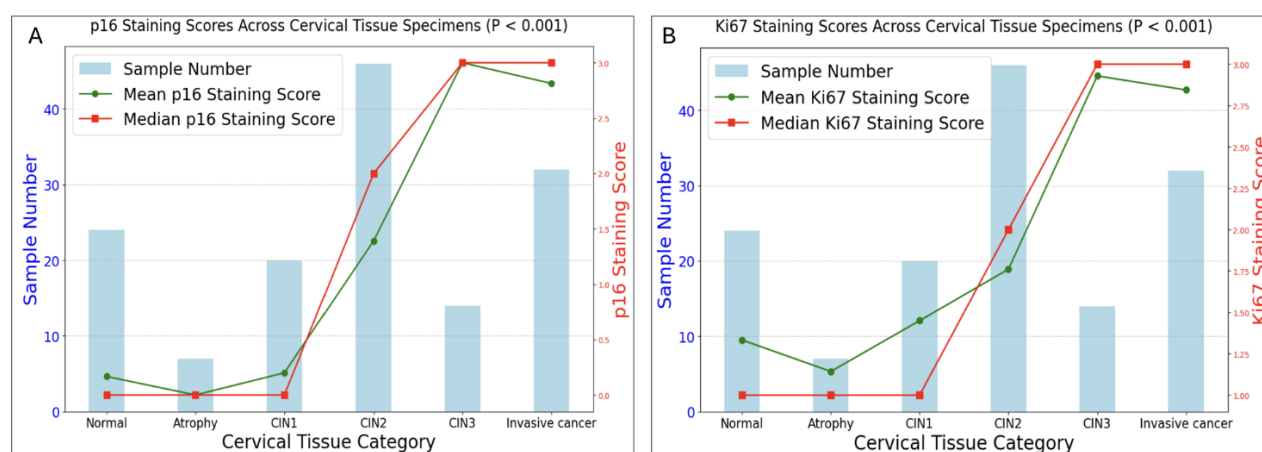 A
p16 Staining Scores Across Cervical Tissue Specimens (P < 0.001)
Sample Number
Mean p16 Staining Score
Median p16 Staining Score
Sample Number
40
30
20
10
0
p16 Staining Score
3.0
2.5
2.0
1.5
1.0
0.5
0.0
Normal Atrophy CIN1 CIN2 CIN3 Invasive cancer
Cervical Tissue Category
B
Ki67 Staining Scores Across Cervical Tissue Specimens (P < 0.001)
Sample Number
Mean Ki67 Staining Score
Median Ki67 Staining Score
Sample Number
40
30
20
10
0
Ki67 Staining Score
3.00
2.75
2.50
2.25
2.00
1.75
1.50
1.25
1.00
Normal Atrophy CIN1 CIN2 CIN3 Invasive cancer
Cervical Tissue Category